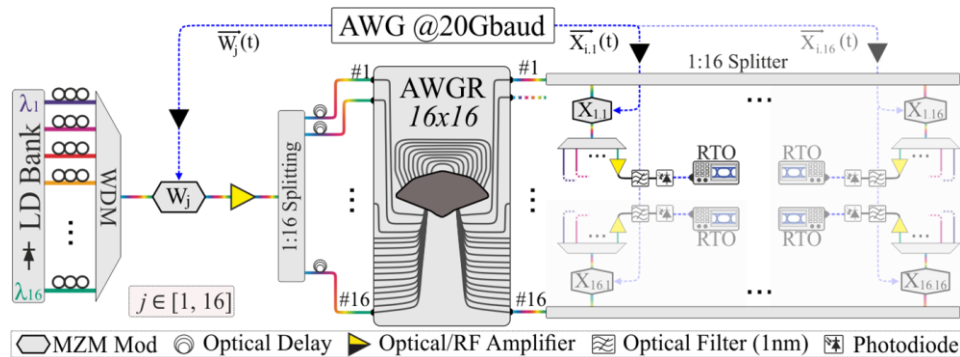 AWG @20Gbaud
W⃗j(t)
X⃗i.1(t)
X⃗i.16(t)
#1
#1
1:16 Splitter
AWGR
16x16
LD Bank
λ1
λ16
WDM
Wj
1:16 Splitting
X1.1
X1.16
...
...
...
RTO
RTO
...
...
...
RTO
RTO
...
...
X16.1
X16.16
...
#16
#16
j ∈ [1, 16]
MZM Mod
Optical Delay
Optical/RF Amplifier
Optical Filter (1nm)
Photodiode